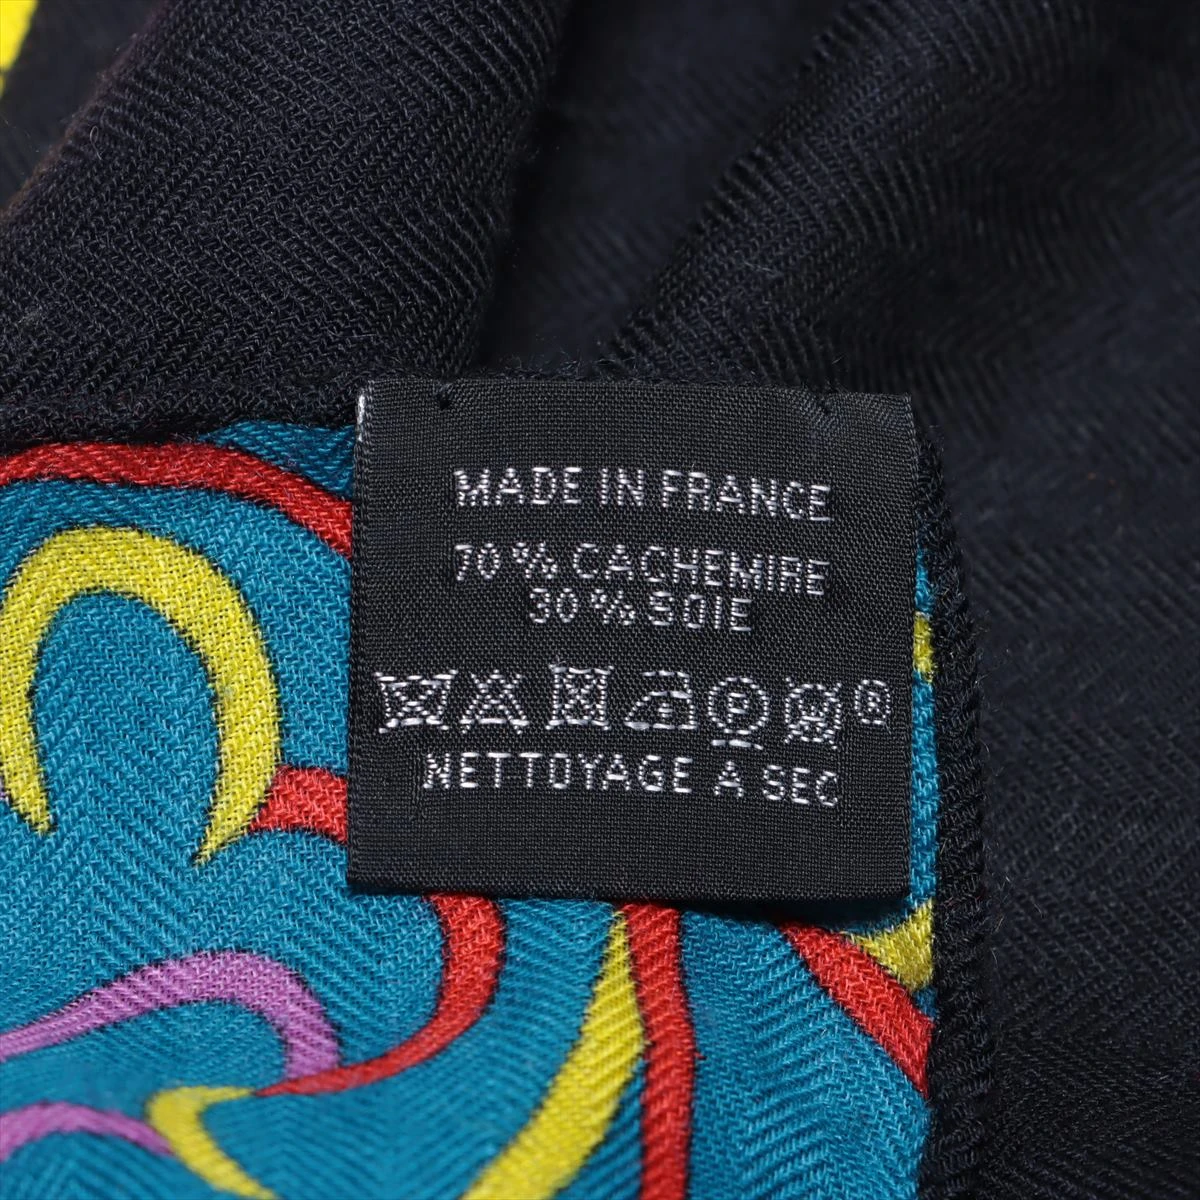 MADE IN FRANCE
70 % CACHEMIRE
30 % SOIE
P W ®
NETTOYAGE A SEC